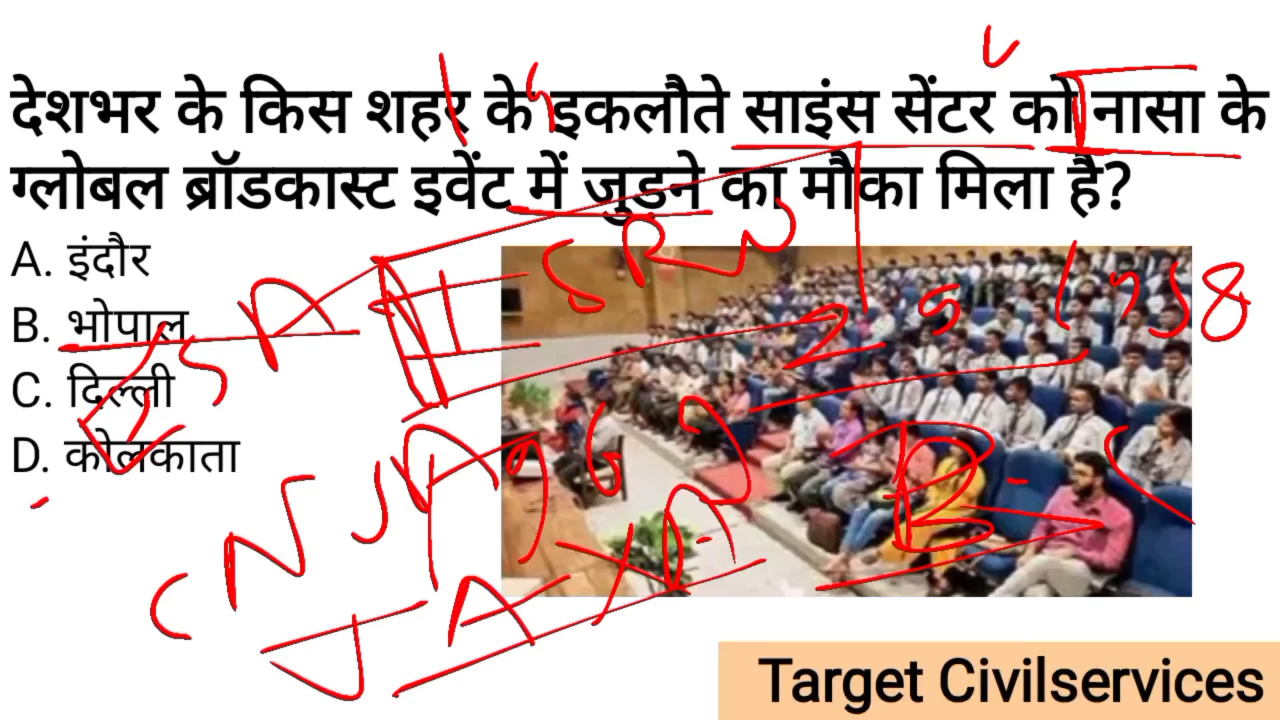 देशभर के किस शहर के इकलौते साइंस सेंटर को नासा के
ग्लोबल ब्रॉडकास्ट इवेंट में जुड़ने का मौका मिला है?
A. इंदौर
B. भोपाल
C. दिल्ली
D. कोलकाता
Target Civilservices